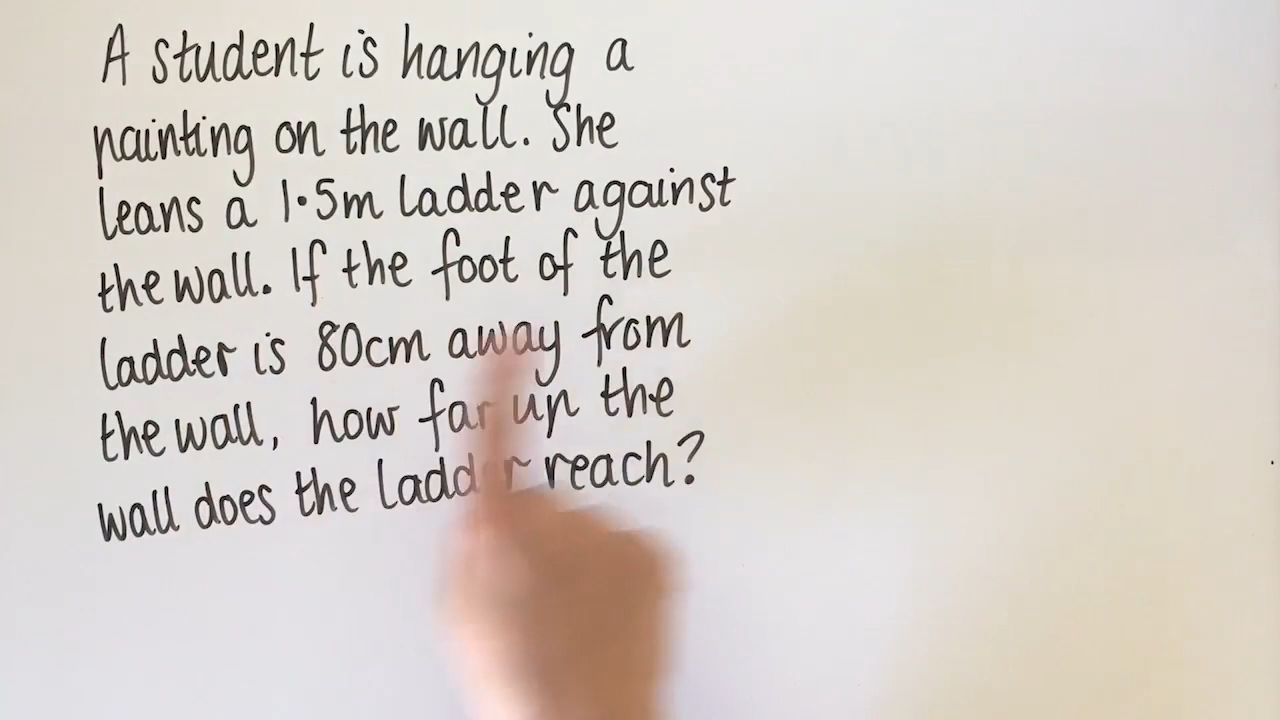 A student is hanging a
painting on the wall. She
leans a 1·5m ladder against
the wall. If the foot of the
ladder is 80cm away from
the wall, how far up the
wall does the ladder reach?